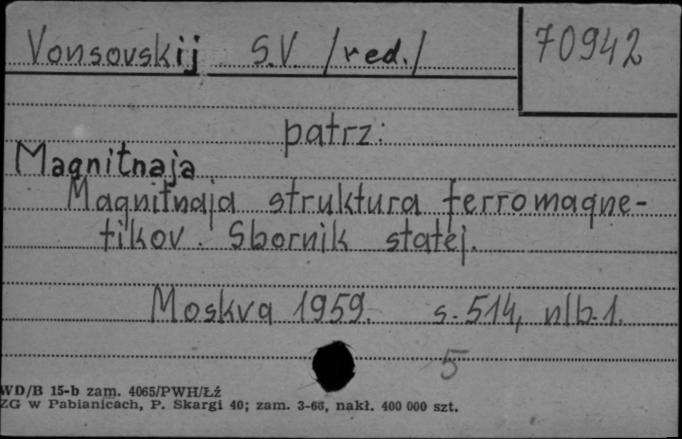 Vonsovskij S.V. /red./
70942
patrz:
Magnitnaja
Magnitnaja struktura ferromagne-
tikov. Sbornik statej.
Moskva 1959. s. 514, nlb. 1.
5
WD/B 15-b zam. 4065/PWH/Łź
ZG w Pabianicach, P. Skargi 40; zam. 3-66, nakł. 400 000 szt.